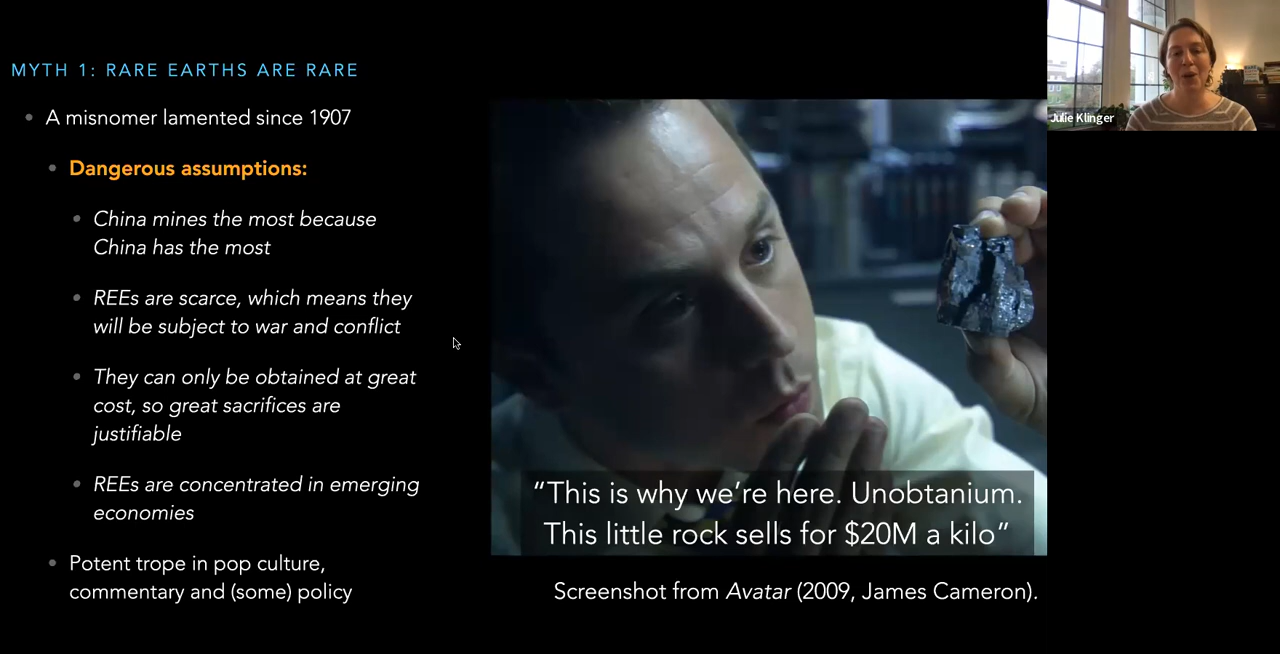 MYTH 1: RARE EARTHS ARE RARE
A misnomer lamented since 1907
Dangerous assumptions:
China mines the most because
China has the most
REEs are scarce, which means they
will be subject to war and conflict
They can only be obtained at great
cost, so great sacrifices are
justifiable
REEs are concentrated in emerging
economies
Potent trope in pop culture,
commentary and (some) policy
“This is why we’re here. Unobtanium.
This little rock sells for $20M a kilo”
Screenshot from Avatar (2009, James Cameron).
Julie Klinger